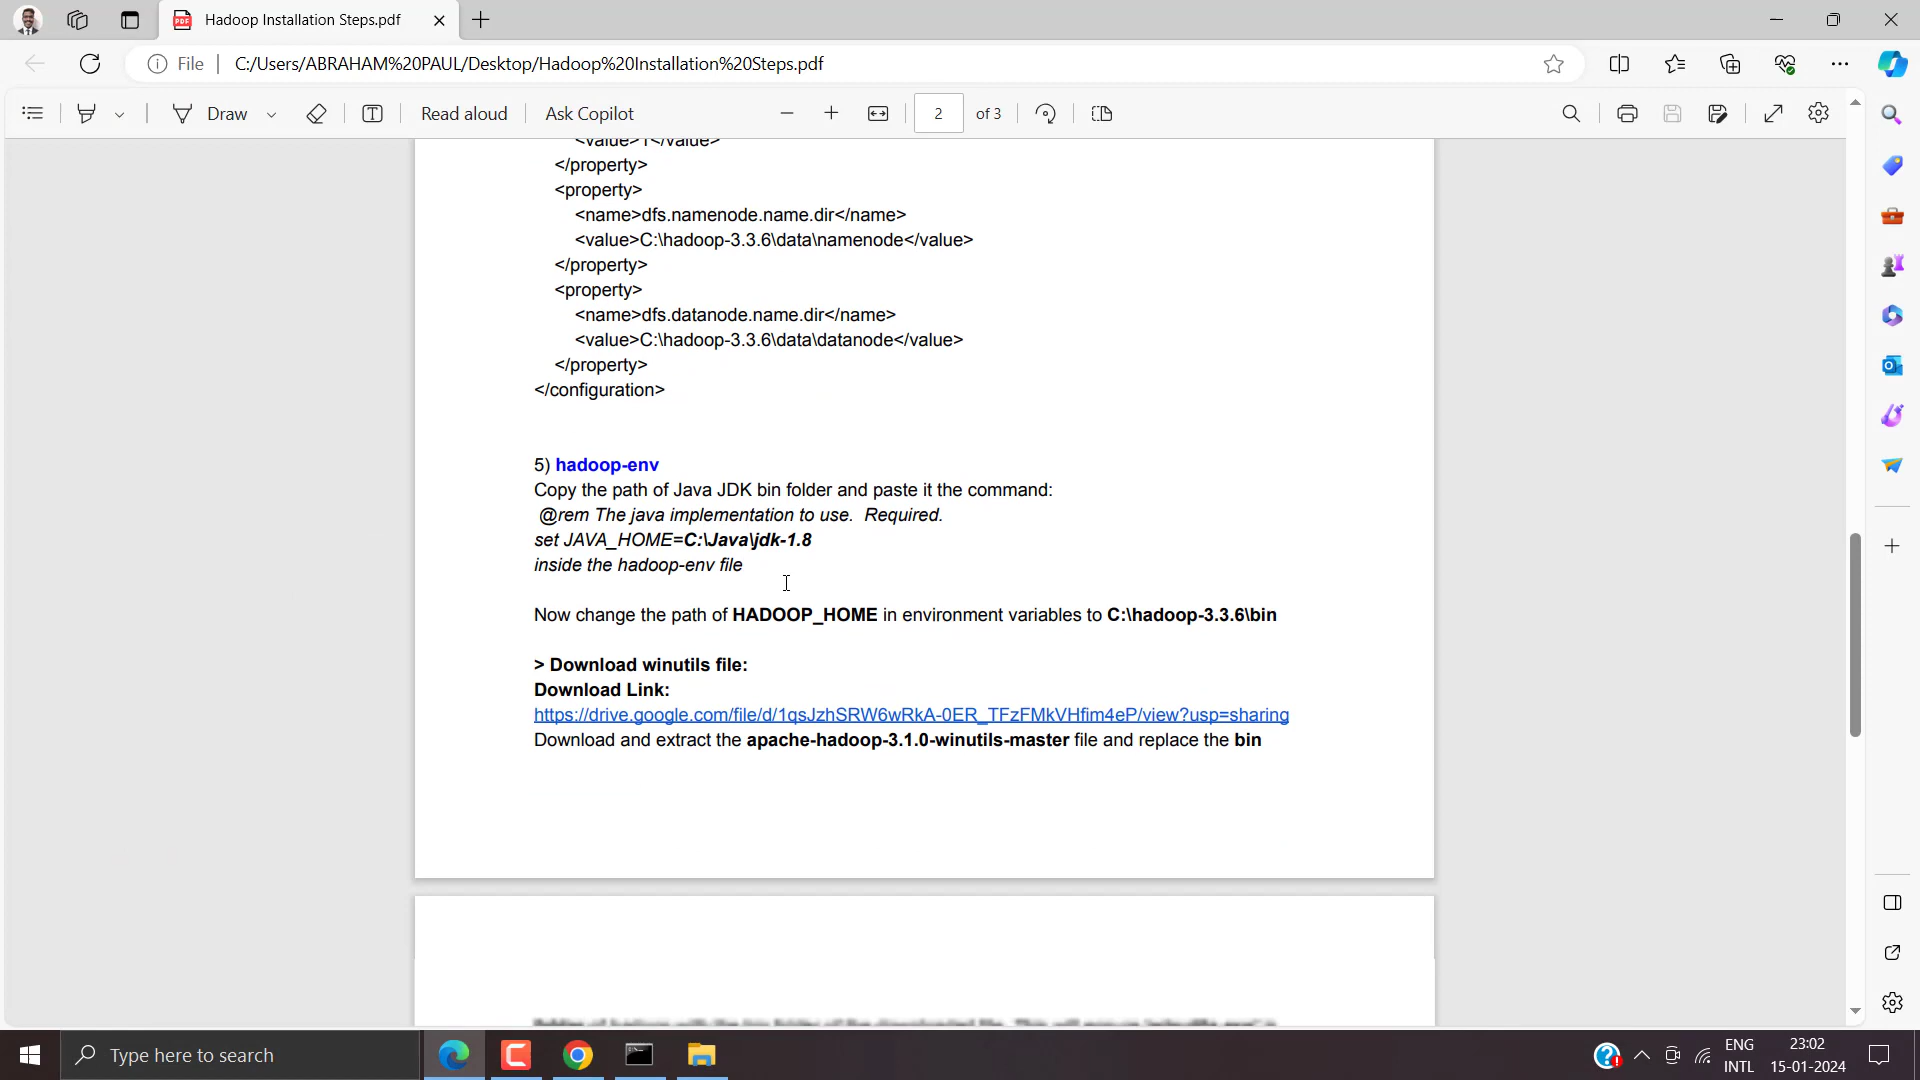 Hadoop Installation Steps.pdf
File
C:/Users/ABRAHAM%20PAUL/Desktop/Hadoop%20Installation%20Steps.pdf
Draw
Read aloud
Ask Copilot
2
of 3
<value>1</value>
</property>
<property>
<name>dfs.namenode.name.dir</name>
<value>C:\hadoop-3.3.6\data\namenode</value>
</property>
<property>
<name>dfs.datanode.name.dir</name>
<value>C:\hadoop-3.3.6\data\datanode</value>
</property>
</configuration>
5) hadoop-env
Copy the path of Java JDK bin folder and paste it the command:
@rem The java implementation to use. Required.
set JAVA_HOME=C:\Java\jdk-1.8
inside the hadoop-env file
Now change the path of HADOOP_HOME in environment variables to C:\hadoop-3.3.6\bin
> Download winutils file:
Download Link:
https://drive.google.com/file/d/1qsJzhSRW6wRkA-0ER_TFzFMkVHfim4eP/view?usp=sharing
Download and extract the apache-hadoop-3.1.0-winutils-master file and replace the bin
Type here to search
ENG
INTL
23:02
15-01-2024